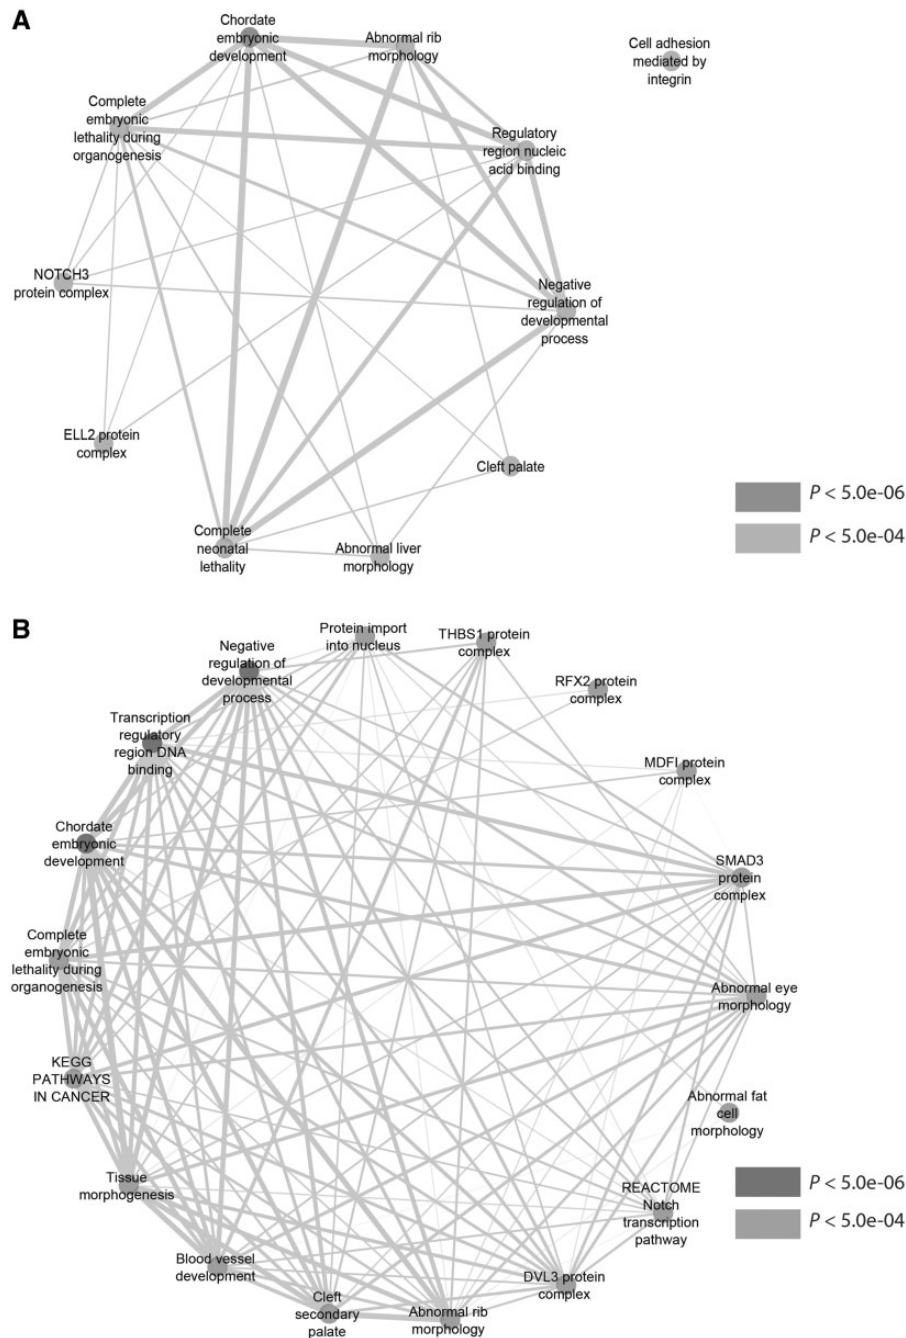 A
Chordate
embryonic
development
Abnormal rib
morphology
Cell adhesion
mediated by
integrin
Complete
embryonic
lethality during
organogenesis
Regulatory
region nucleic
acid binding
NOTCH3
protein complex
Negative
regulation of
developmental
process
ELL2 protein
complex
Cleft palate
Complete
neonatal
lethality
Abnormal liver
morphology
P < 5.0e-06
P < 5.0e-04
B
Negative
regulation of
developmental
process
Protein import
into nucleus
THBS1 protein
complex
RFX2 protein
complex
Transcription
regulatory
region DNA
binding
MDFI protein
complex
Chordate
embryonic
development
SMAD3
protein
complex
Complete
embryonic
lethality during
organogenesis
Abnormal eye
morphology
KEGG
PATHWAYS
IN CANCER
Abnormal fat
cell
morphology
Tissue
morphogenesis
REACTOME
Notch
transcription
pathway
P < 5.0e-06
P < 5.0e-04
Blood vessel
development
DVL3 protein
complex
Cleft
secondary
palate
Abnormal rib
morphology